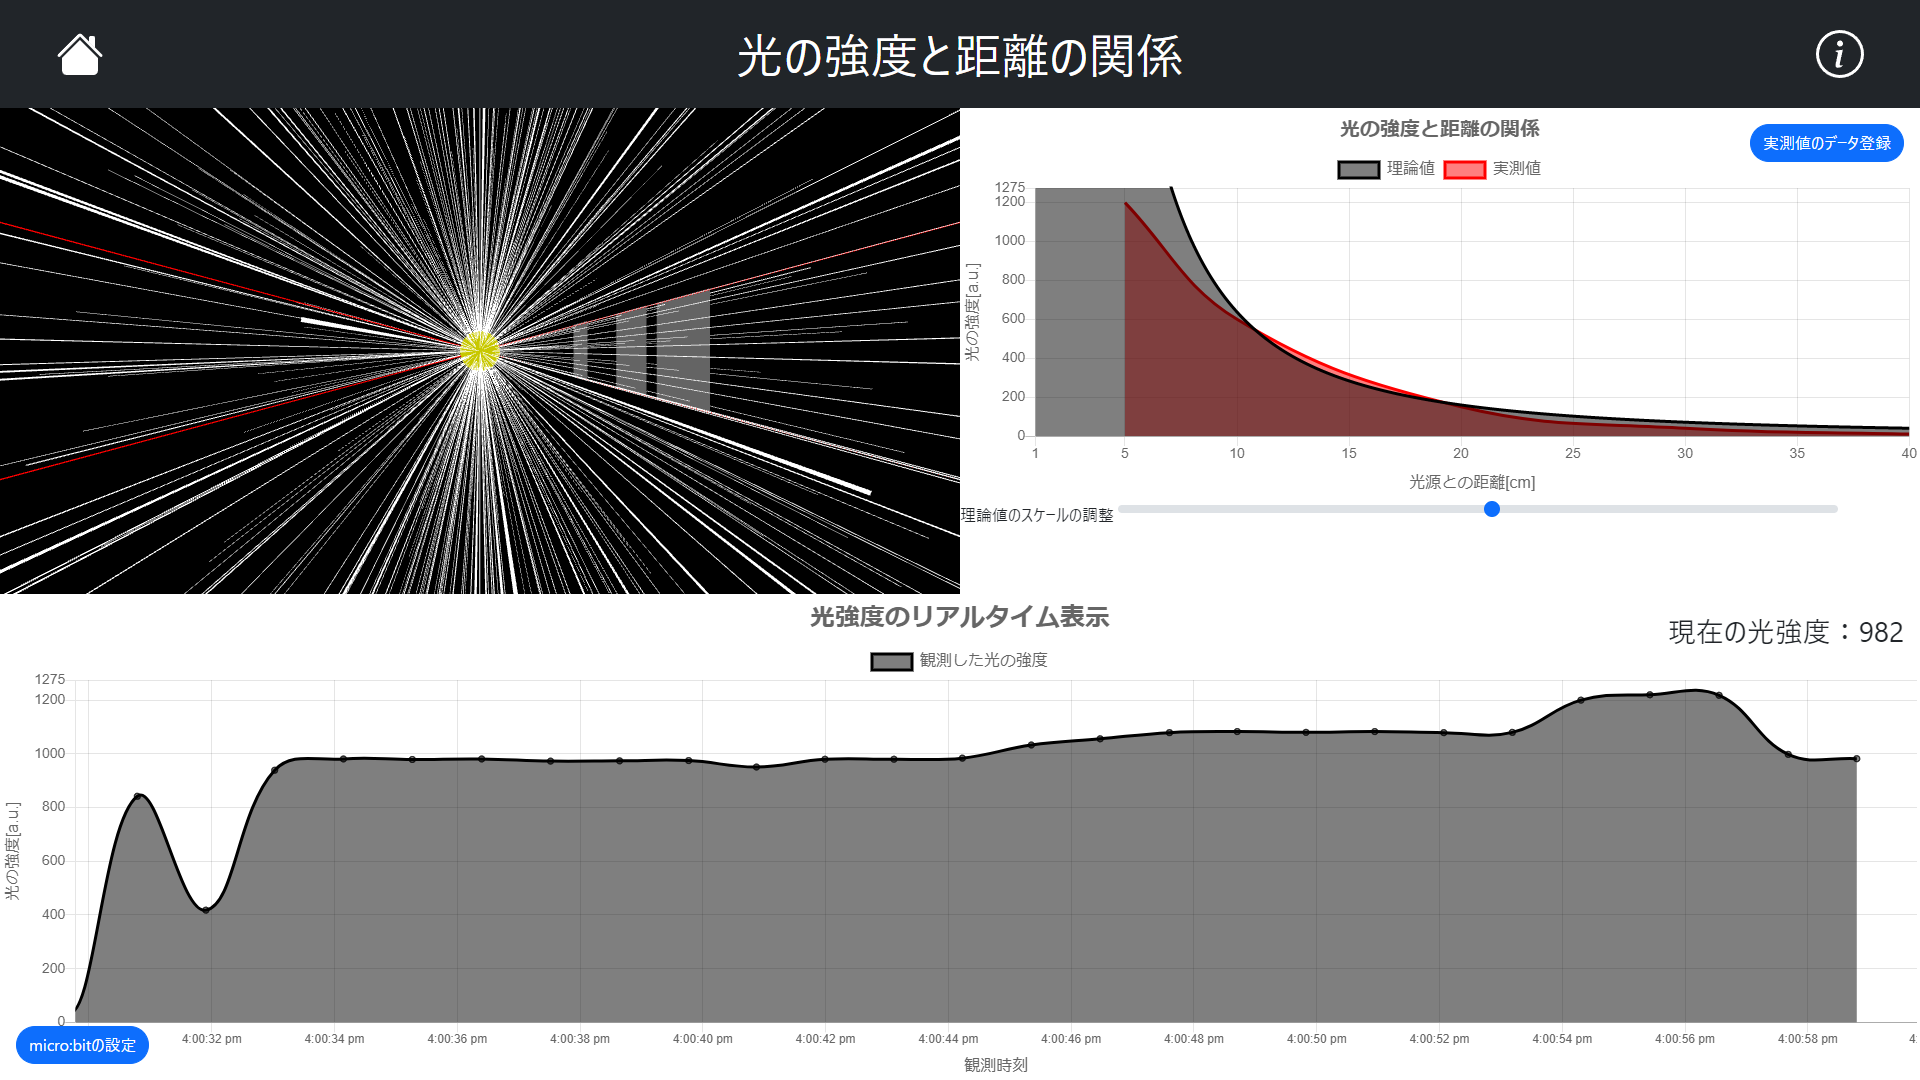 光の強度と距離の関係
i
光の強度と距離の関係
実測値のデータ登録
理論値 実測値
1275
1200
1000
800
600
400
200
0
光の強度[a.u.]
1 5 10 15 20 25 30 35 40
光源との距離[cm]
理論値のスケールの調整
光強度のリアルタイム表示
現在の光強度：982
観測した光の強度
1275
1200
1000
800
600
400
200
0
光の強度[a.u.]
micro:bitの設定
4:00:32 pm 4:00:34 pm 4:00:36 pm 4:00:38 pm 4:00:40 pm 4:00:42 pm 4:00:44 pm 4:00:46 pm 4:00:48 pm 4:00:50 pm 4:00:52 pm 4:00:54 pm 4:00:56 pm 4:00:58 pm 4:
観測時刻